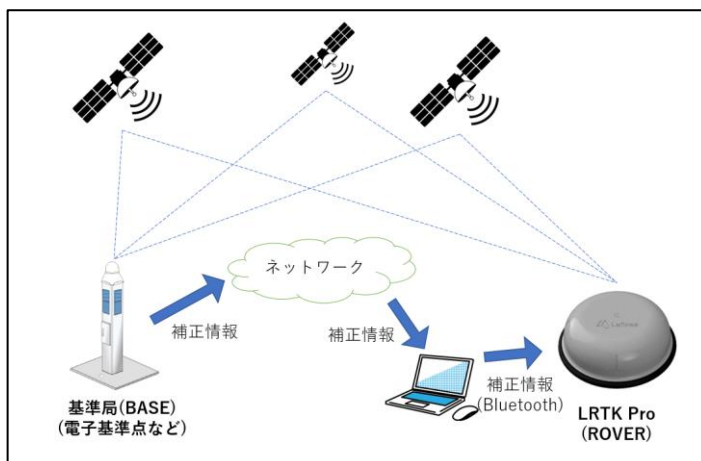 ネットワーク
補正情報
補正情報
補正情報
(Bluetooth)
基準局(BASE)
(電子基準点など)
LRTK Pro
(ROVER)